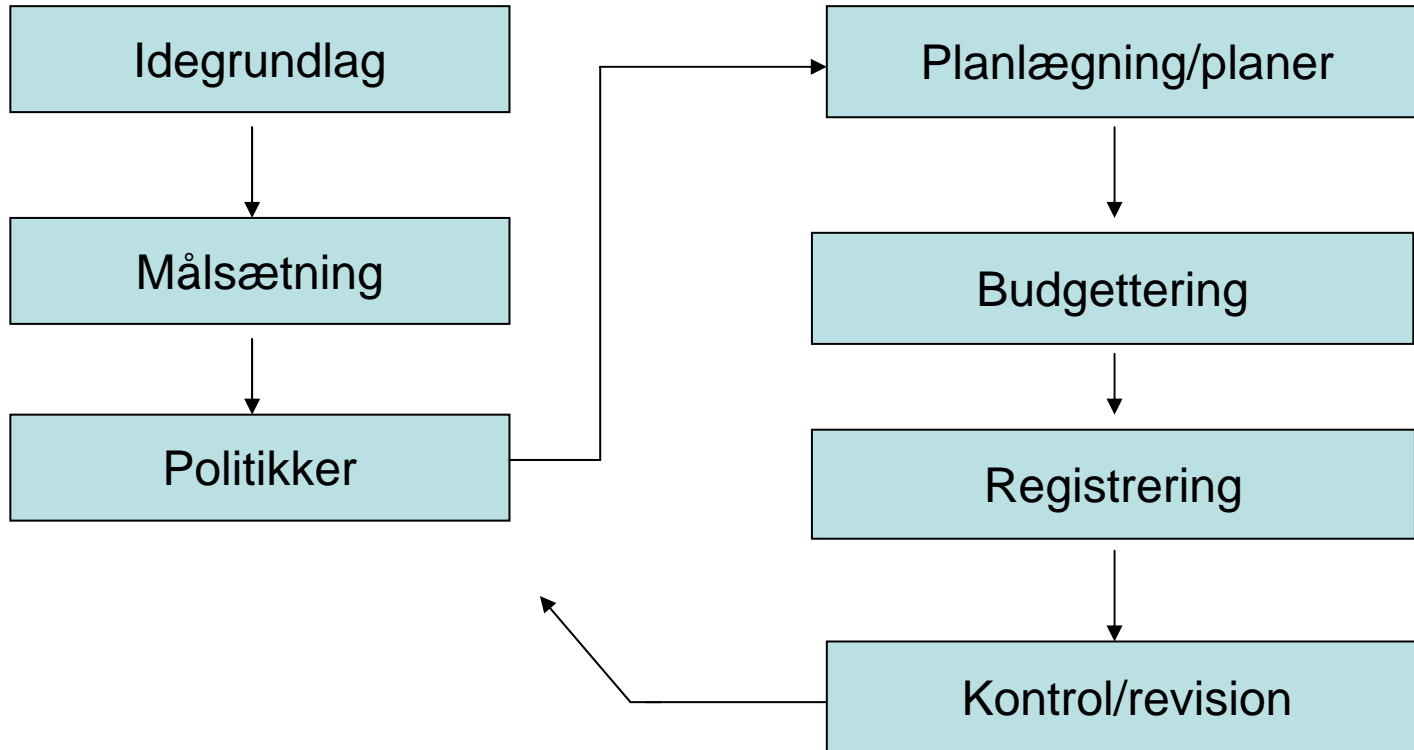 Idegrundlag
Målsætning
Politikker
Planlægning/planer
Budgettering
Registrering
Kontrol/revision